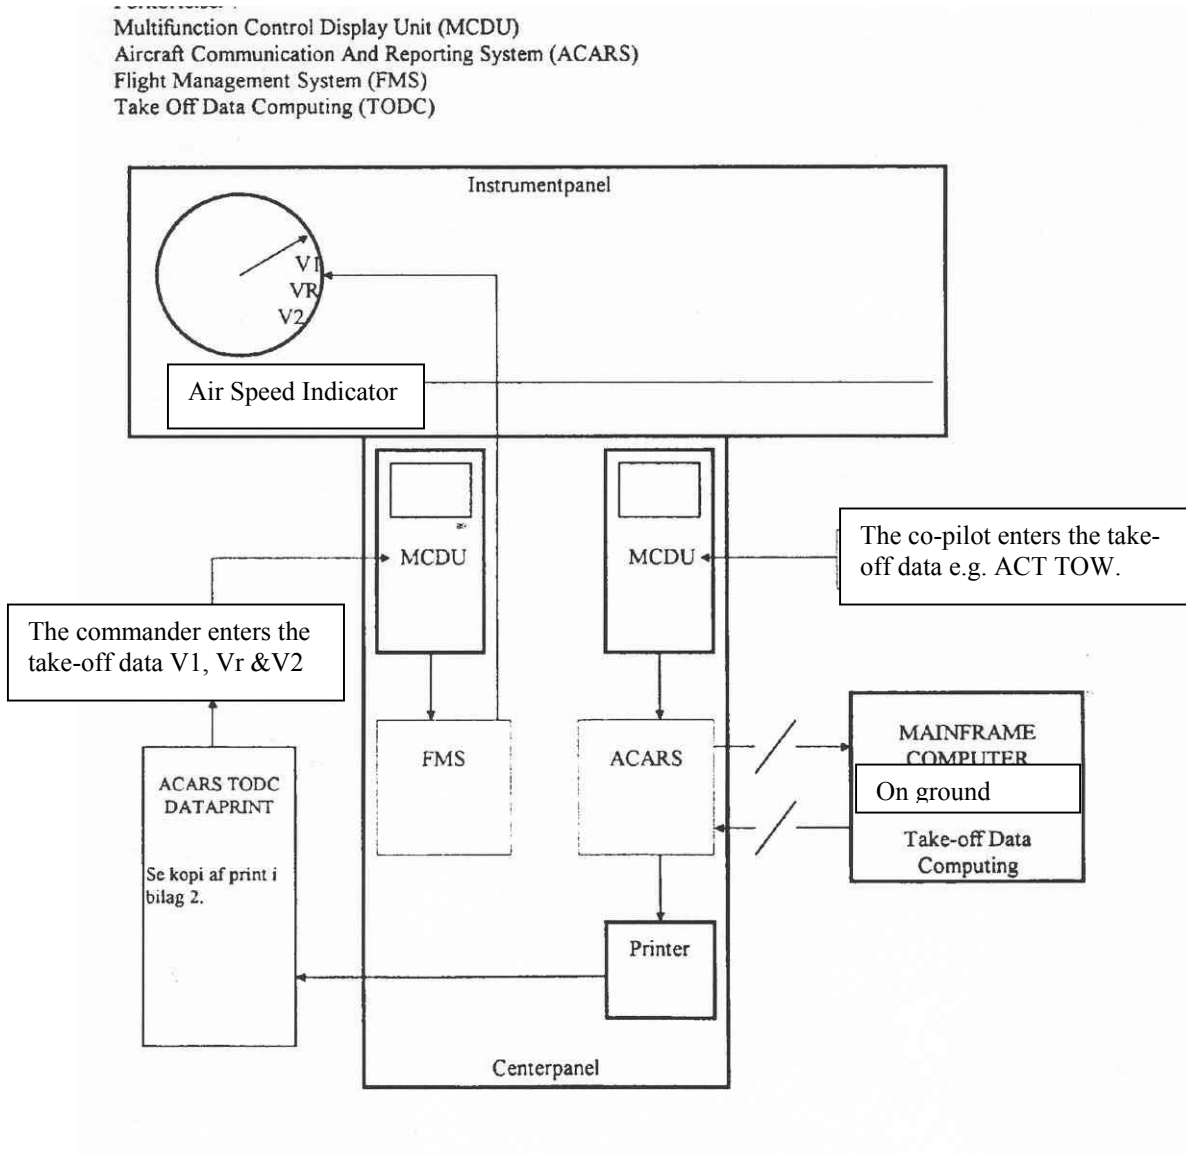 Multifunction Control Display Unit (MCDU)
Aircraft Communication And Reporting System (ACARS)
Flight Management System (FMS)
Take Off Data Computing (TODC)
Instrumentpanel
V1
VR
V2
Air Speed Indicator
MCDU
MCDU
The co-pilot enters the take-
off data e.g. ACT TOW.
The commander enters the
take-off data V1, Vr &V2
FMS
ACARS
MAINFRAME
COMPUTER
On ground
Take-off Data
Computing
ACARS TODC
DATAPRINT
Se kopi af print i
bilag 2.
Printer
Centerpanel